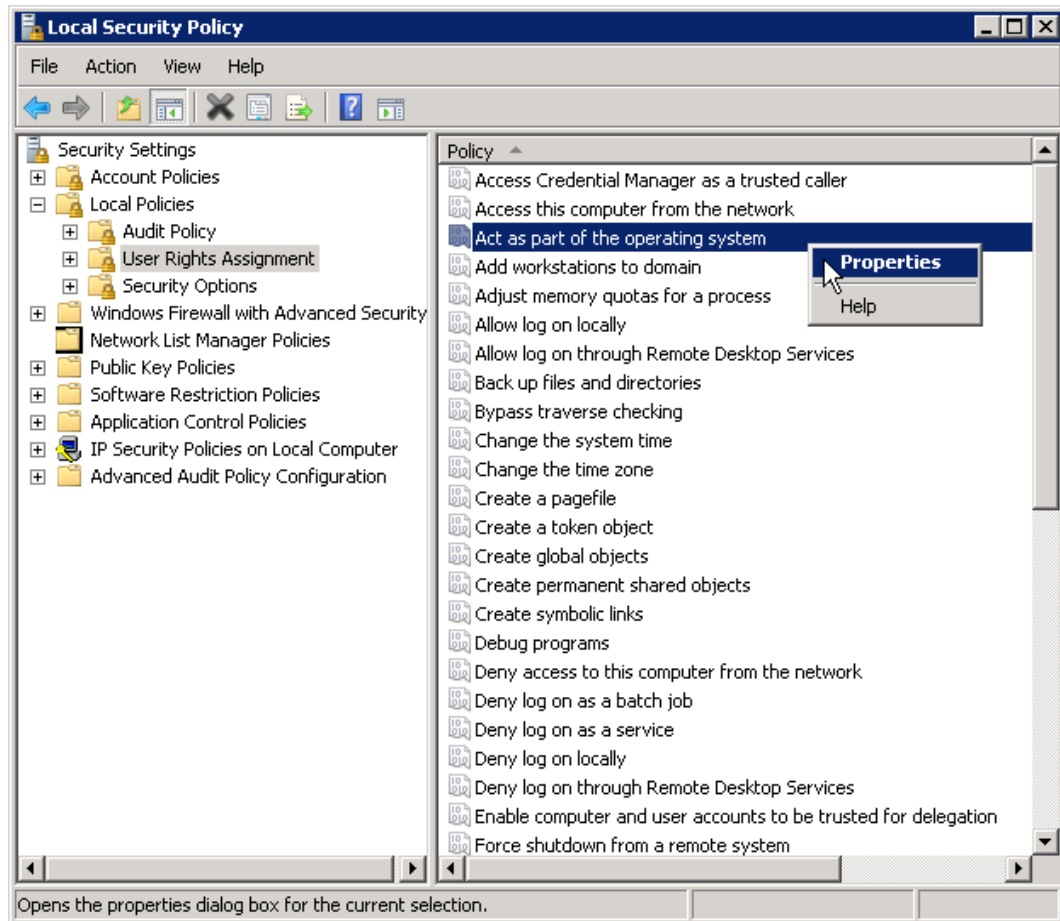 Local Security Policy
File Action View Help
Security Settings
Account Policies
Local Policies
Audit Policy
User Rights Assignment
Security Options
Windows Firewall with Advanced Security
Network List Manager Policies
Public Key Policies
Software Restriction Policies
Application Control Policies
IP Security Policies on Local Computer
Advanced Audit Policy Configuration
Policy
Access Credential Manager as a trusted caller
Access this computer from the network
Act as part of the operating system
Add workstations to domain
Adjust memory quotas for a process
Allow log on locally
Allow log on through Remote Desktop Services
Back up files and directories
Bypass traverse checking
Change the system time
Change the time zone
Create a pagefile
Create a token object
Create global objects
Create permanent shared objects
Create symbolic links
Debug programs
Deny access to this computer from the network
Deny log on as a batch job
Deny log on as a service
Deny log on locally
Deny log on through Remote Desktop Services
Enable computer and user accounts to be trusted for delegation
Force shutdown from a remote system
Properties
Help
Opens the properties dialog box for the current selection.